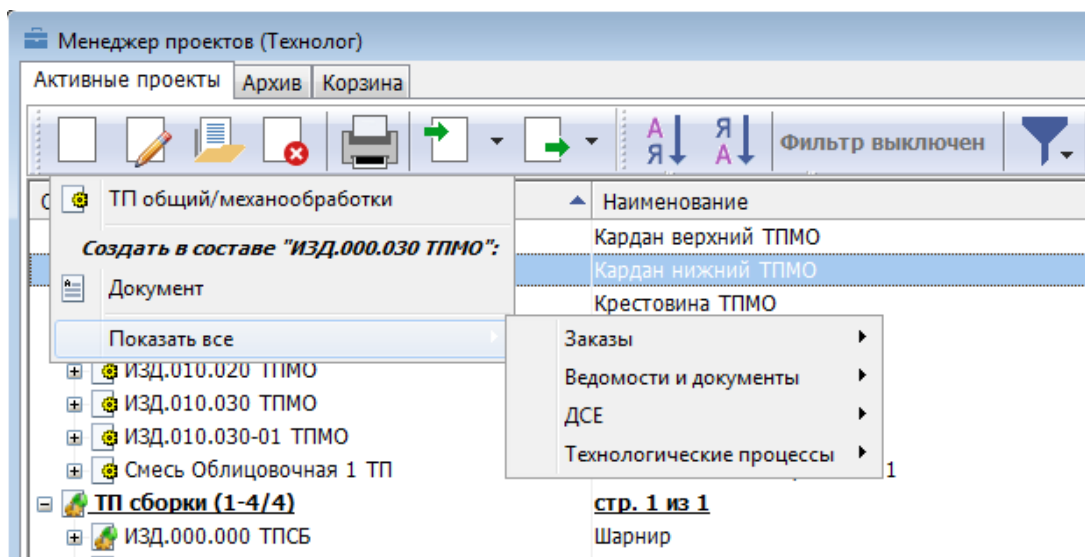 Менеджер проектов (Технолог)
Активные проекты Архив Корзина
А Я Я А Фильтр выключен
Наименование
ТП общий/механообработки
Кардан верхний ТПМО
Создать в составе "ИЗД.000.030 ТПМО":
Кардан нижний ТПМО
Документ
Крестовина ТПМО
Показать все
Заказы
ИЗД.010.020 ТПМО
Ведомости и документы
ИЗД.010.030 ТПМО
ДСЕ
ИЗД.010.030-01 ТПМО
Технологические процессы
Смесь Облицовочная 1 ТП 1
ТП сборки (1-4/4) стр. 1 из 1
ИЗД.000.000 ТПСБ Шарнир